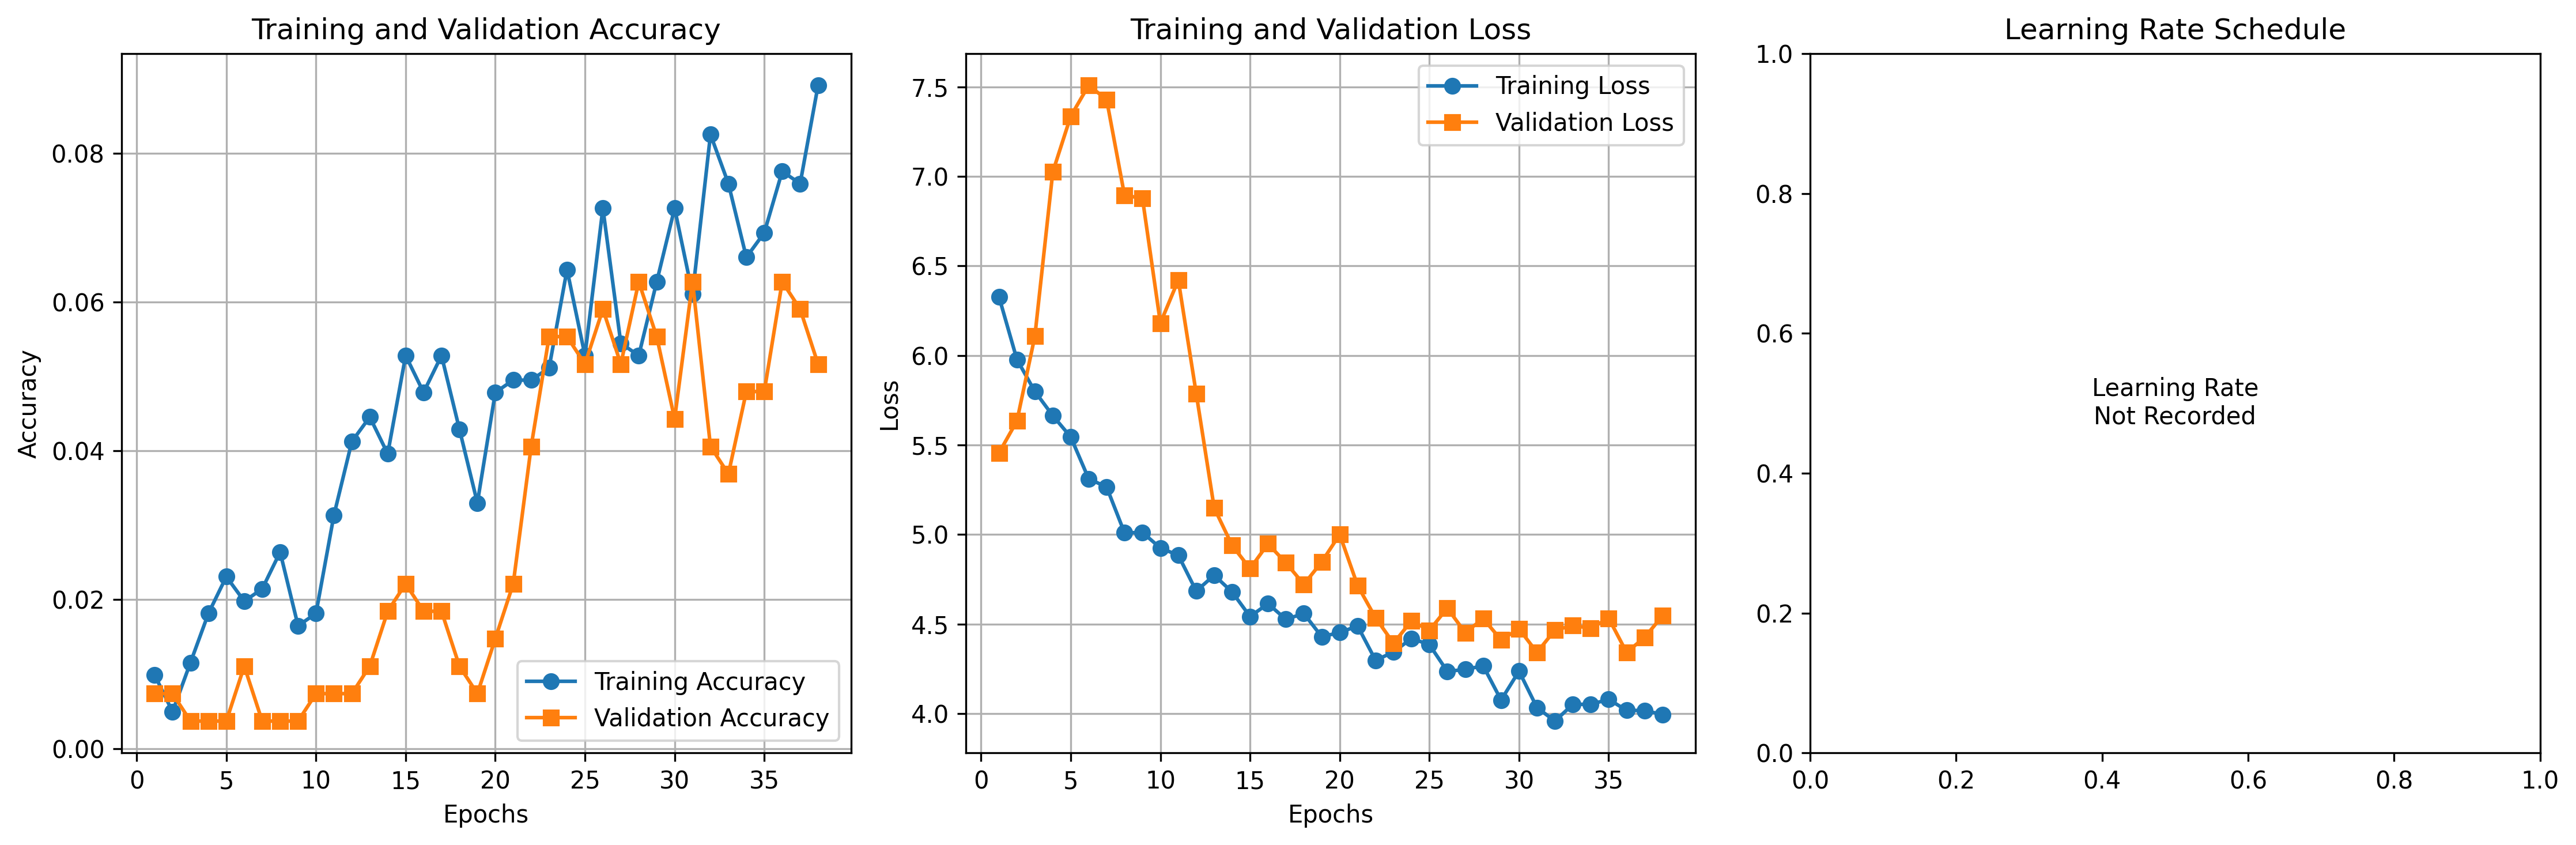 Training and Validation Accuracy
Accuracy
0.08
0.06
0.04
0.02
0.00
0 5 10 15 20 25 30 35
Epochs
Training Accuracy
Validation Accuracy
Training and Validation Loss
Loss
7.5
7.0
6.5
6.0
5.5
5.0
4.5
4.0
0 5 10 15 20 25 30 35
Epochs
Training Loss
Validation Loss
Learning Rate Schedule
1.0
0.8
0.6
0.4
0.2
0.0
0.0 0.2 0.4 0.6 0.8 1.0
Learning Rate
Not Recorded